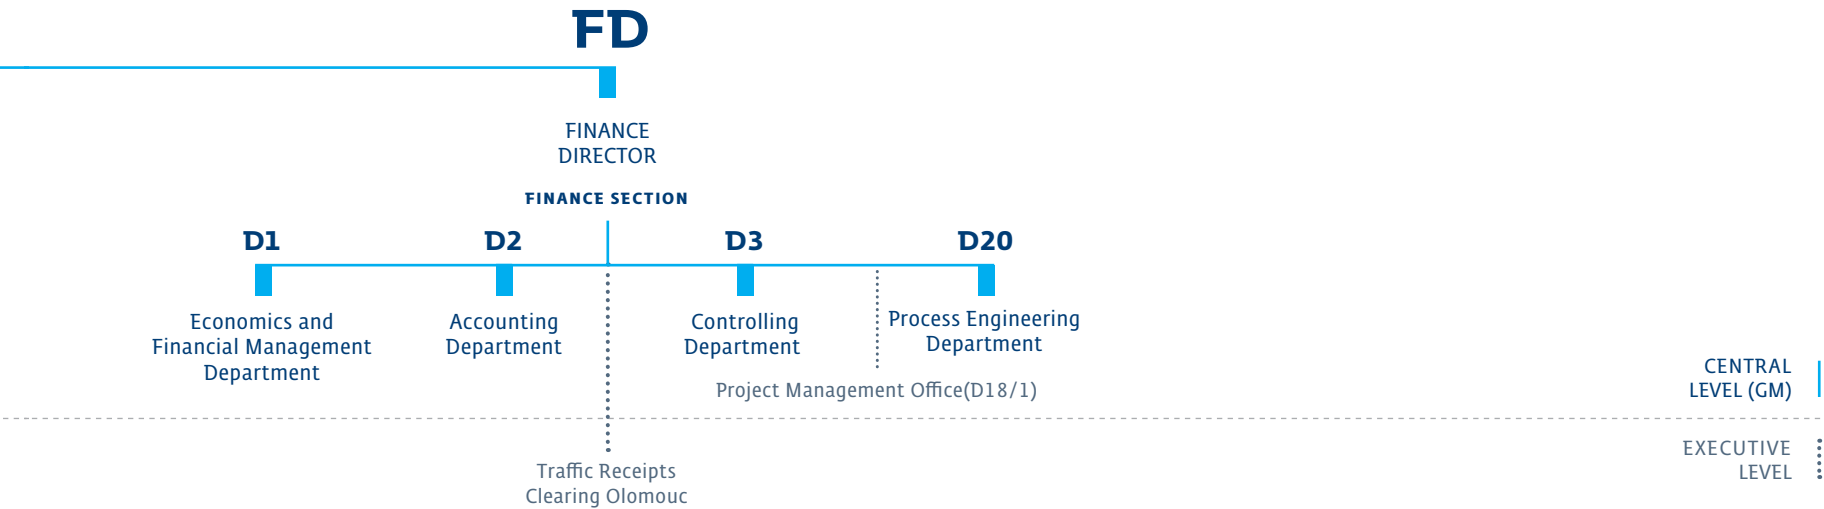 FD
FINANCE
DIRECTOR
FINANCE SECTION
D1
D2
D3
D20
Economics and
Financial Management
Department
Accounting
Department
Controlling
Department
Process Engineering
Department
Project Management Office(D18/1)
CENTRAL
LEVEL (GM)
EXECUTIVE
LEVEL
Traffic Receipts
Clearing Olomouc